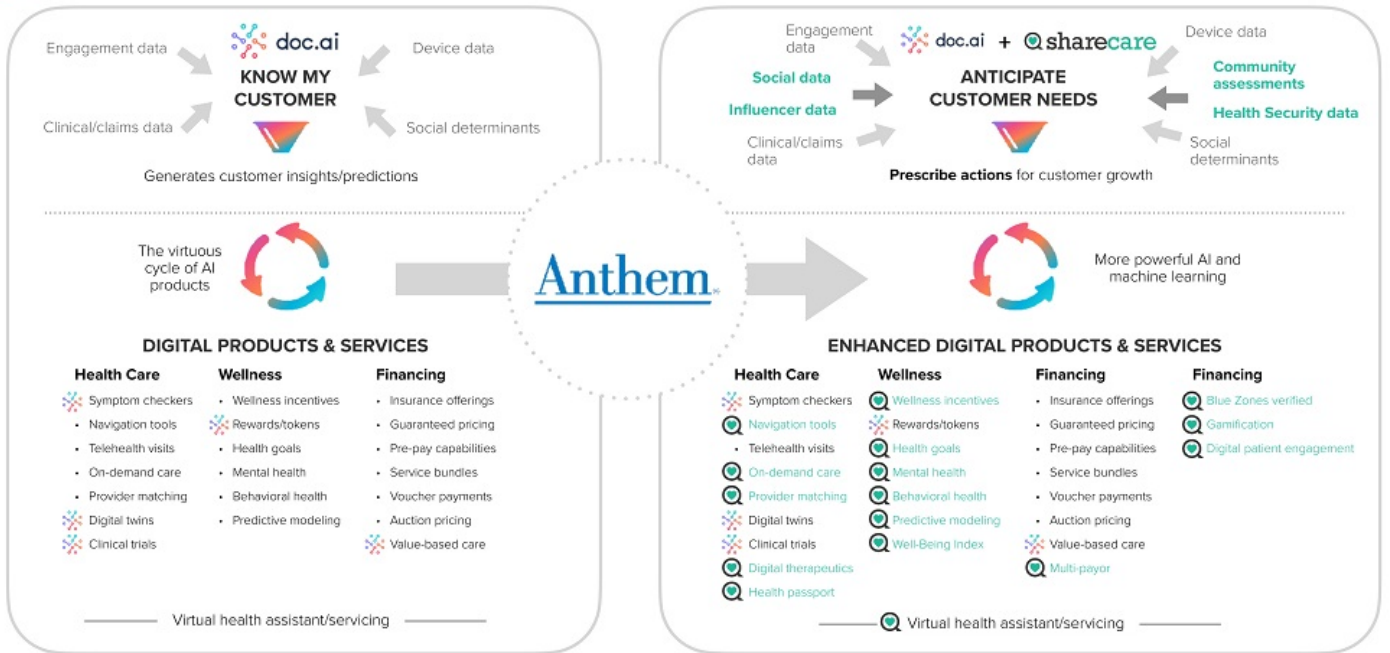 doc.ai
Engagement data
Device data
KNOW MY
CUSTOMER
Clinical/claims data
Social determinants
Generates customer insights/predictions
The virtuous
cycle of AI
products
DIGITAL PRODUCTS & SERVICES
Health Care
Symptom checkers
• Navigation tools
• Telehealth visits
• On-demand care
• Provider matching
Digital twins
Clinical trials
Wellness
• Wellness incentives
Rewards/tokens
• Health goals
• Mental health
• Behavioral health
• Predictive modeling
Financing
• Insurance offerings
• Guaranteed pricing
• Pre-pay capabilities
• Service bundles
• Voucher payments
• Auction pricing
Value-based care
Virtual health assistant/servicing
Anthem®
doc.ai + sharecare
Engagement
data
Device data
Social data
Influencer data
Clinical/claims
data
ANTICIPATE
CUSTOMER NEEDS
Community
assessments
Health Security data
Social
determinants
Prescribe actions for customer growth
More powerful AI and
machine learning
ENHANCED DIGITAL PRODUCTS & SERVICES
Health Care
Symptom checkers
Navigation tools
• Telehealth visits
On-demand care
Provider matching
Digital twins
Clinical trials
Digital therapeutics
Health passport
Wellness
Wellness incentives
Rewards/tokens
Health goals
Mental health
Behavioral health
Predictive modeling
Well-Being Index
Financing
• Insurance offerings
• Guaranteed pricing
• Pre-pay capabilities
• Service bundles
• Voucher payments
• Auction pricing
Value-based care
Multi-payor
Financing
Blue Zones verified
Gamification
Digital patient engagement
Virtual health assistant/servicing